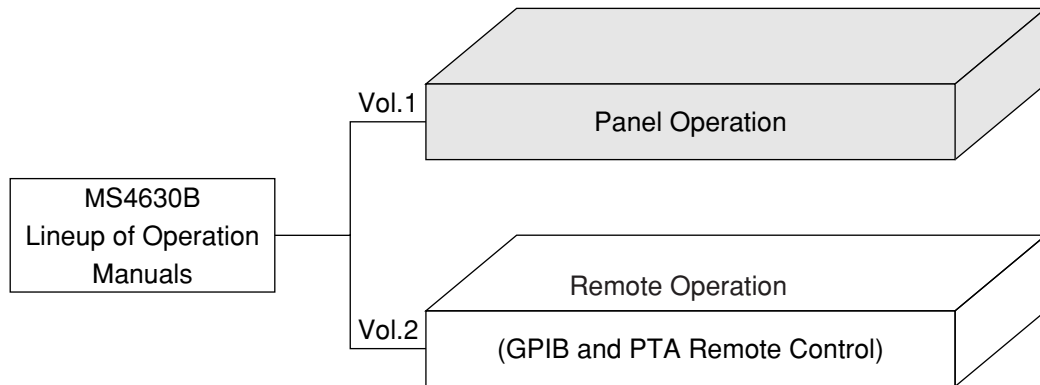 MS4630B
Lineup of Operation
Manuals
Vol.1
Panel Operation
Vol.2
Remote Operation
(GPIB and PTA Remote Control)